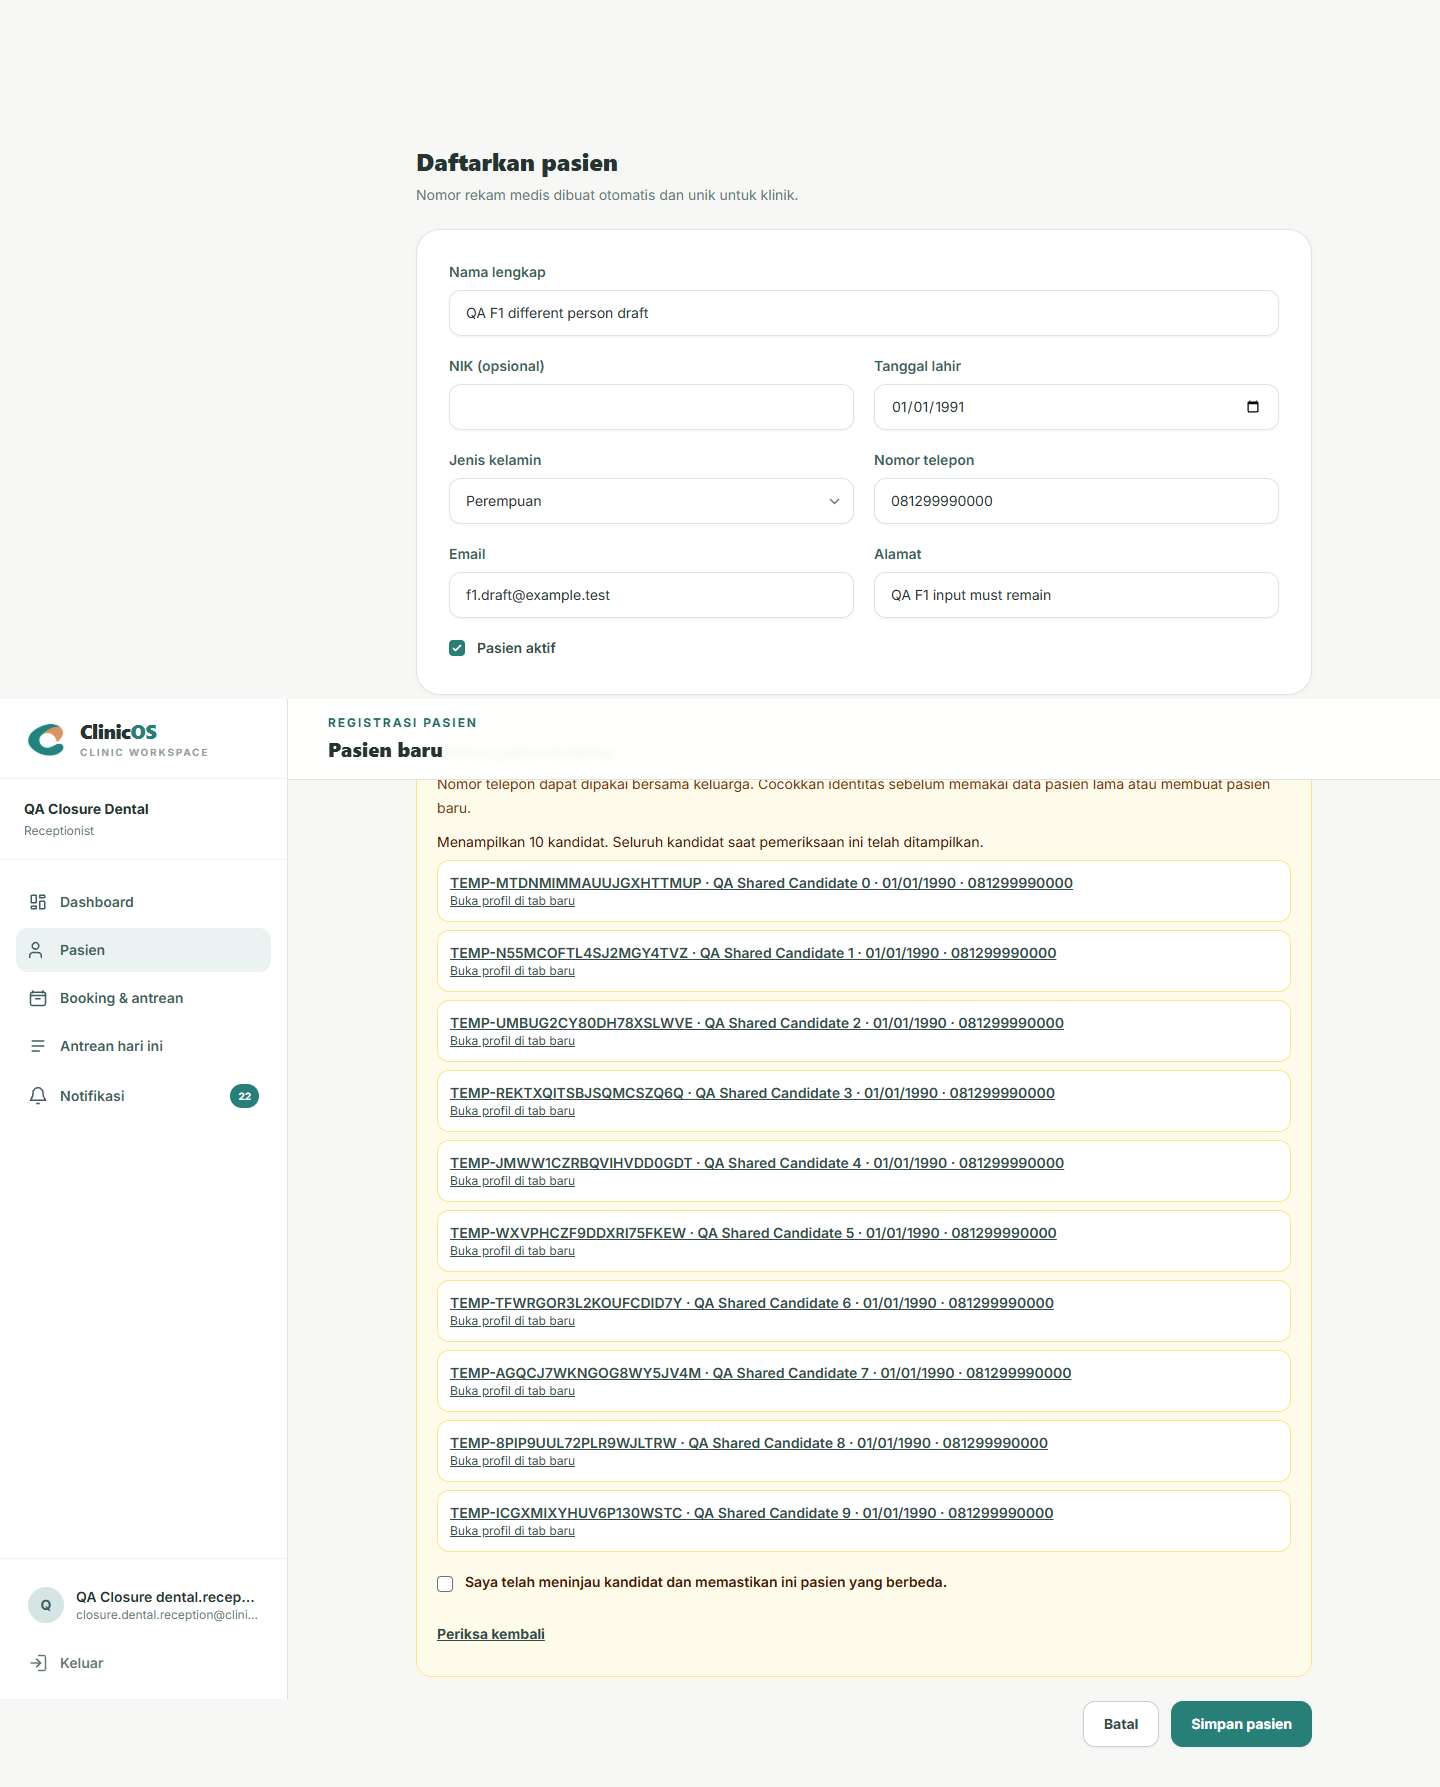 Daftarkan pasien
Nomor rekam medis dibuat otomatis dan unik untuk klinik.
Nama lengkap
QA F1 different person draft
NIK (opsional)
Tanggal lahir
01/01/1991
Jenis kelamin
Nomor telepon
Perempuan
081299990000
Email
Alamat
f1.draft@example.test
QA F1 input must remain
Pasien aktif
ClinicOS
CLINIC WORKSPACE
QA Closure Dental
Receptionist
Dashboard
Pasien
Booking & antrean
Antrean hari ini
Notifikasi
22
Q
QA Closure dental.recep...
closure.dental.reception@clini...
Keluar
REGISTRASI PASIEN
Pasien baru
Nomor telepon dapat dipakai bersama keluarga. Cocokkan identitas sebelum memakai data pasien lama atau membuat pasien
baru.
Menampilkan 10 kandidat. Seluruh kandidat saat pemeriksaan ini telah ditampilkan.
TEMP-MTDNMIMMAUUJGXHTTMUP · QA Shared Candidate 0 · 01/01/1990 · 081299990000
Buka profil di tab baru
TEMP-N55MCOFTL4SJ2MGY4TVZ · QA Shared Candidate 1 · 01/01/1990 · 081299990000
Buka profil di tab baru
TEMP-UMBUG2CY80DH78XSLWVE · QA Shared Candidate 2 · 01/01/1990 · 081299990000
Buka profil di tab baru
TEMP-REKTXQITSBJSQMCSZQ6Q · QA Shared Candidate 3 · 01/01/1990 · 081299990000
Buka profil di tab baru
TEMP-JMWW1CZRBQVIHVDD0GDT · QA Shared Candidate 4 · 01/01/1990 · 081299990000
Buka profil di tab baru
TEMP-WXVPHCZF9DDXRI75FKEW · QA Shared Candidate 5 · 01/01/1990 · 081299990000
Buka profil di tab baru
TEMP-TFWRGOR3L2KOUFCDID7Y · QA Shared Candidate 6 · 01/01/1990 · 081299990000
Buka profil di tab baru
TEMP-AGQCJ7WKNGOG8WY5JV4M · QA Shared Candidate 7 · 01/01/1990 · 081299990000
Buka profil di tab baru
TEMP-8PIP9UUL72PLR9WJLTRW · QA Shared Candidate 8 · 01/01/1990 · 081299990000
Buka profil di tab baru
TEMP-ICGXMIXYHUV6P130WSTC · QA Shared Candidate 9 · 01/01/1990 · 081299990000
Buka profil di tab baru
Saya telah meninjau kandidat dan memastikan ini pasien yang berbeda.
Periksa kembali
Batal
Simpan pasien